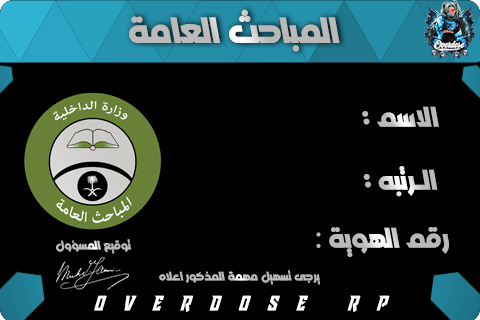 المباحث العامة
Overdose
وزارة الداخلية
المباحث العامة
الاسم :
الرتبه :
رقم الهوية :
توقيع المسؤول
يرجى تسهيل مهمة المذكور اعلاه
OVERDOSE RP